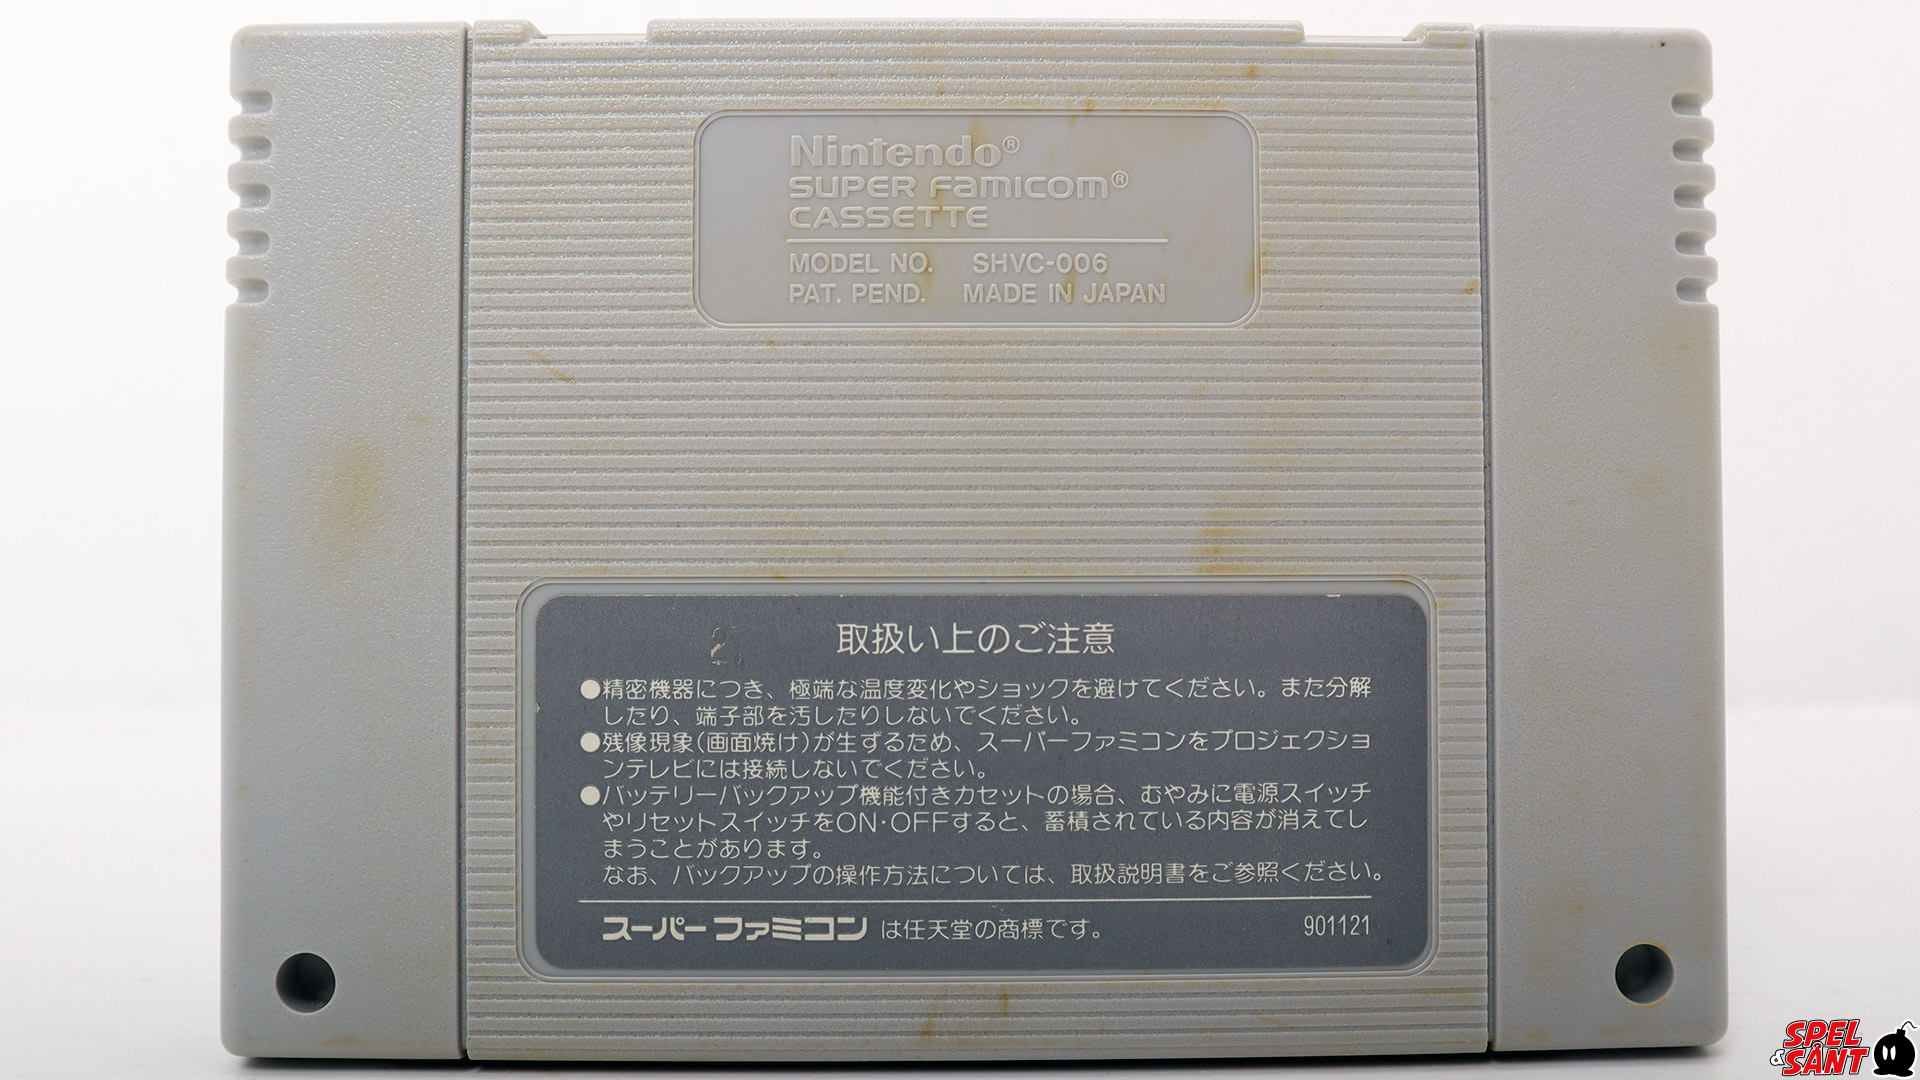 Nintendo®
SUPER Famicom®
CASSETTE
MODEL NO. SHVC-006
PAT. PEND. MADE IN JAPAN
取扱い上のご注意
●精密機器につき、極端な温度変化やショックを避けてください。また分解
したり、端子部を汚したりしないでください。
●残像現象(画面焼け)が生ずるため、スーパーファミコンをプロジェクショ
ンテレビには接続しないでください。
●バッテリーバックアップ機能付きカセットの場合、むやみに電源スイッチ
やリセットスイッチをON·OFFすると、蓄積されている内容が消えてし
まうことがあります。
なお、バックアップの操作方法については、取扱説明書をご参照ください。
スーパーファミコン は任天堂の商標です。 901121
SPEL
&SÅNT